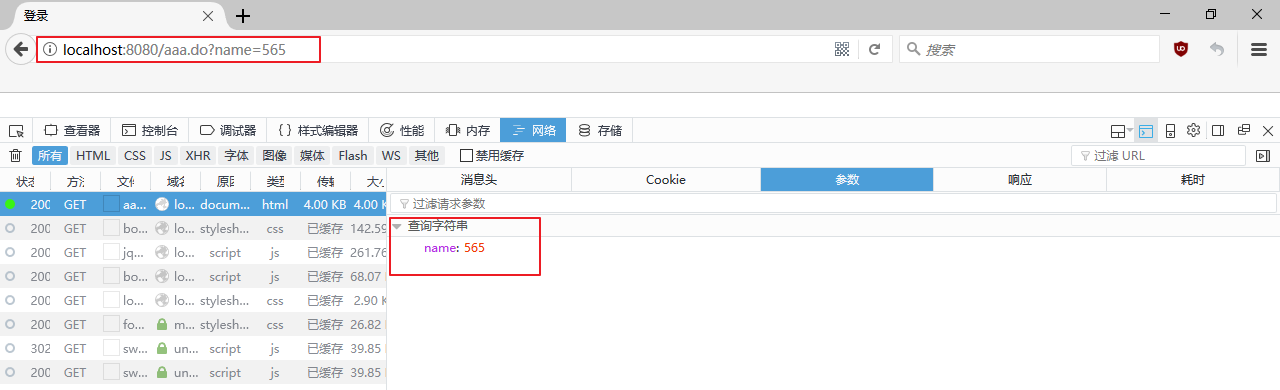 登录
localhost:8080/aaa.do?name=565
搜索
查看器 控制台 调试器 样式编辑器 性能 内存 网络 存储
所有 HTML CSS JS XHR 字体 图像 媒体 Flash WS 其他 禁用缓存 过滤 URL
方 文 域 原 类型 传 大
消息头 Cookie 参数 响应 耗时
过滤请求参数
查询字符串
name: 565
200 GET aa... lo... docum... html 4.00 KB 4.00 K
200 GET bo... lo... stylesh... css 已缓存 142.59
200 GET jq... lo... script js 已缓存 261.76
200 GET bo... lo... script js 已缓存 68.07
200 GET lo... lo... stylesh... css 已缓存 2.90 K
200 GET fo... m... stylesh... css 已缓存 26.82
302 GET sw... un... script js 已缓存 39.85
200 GET sw... un... script js 已缓存 39.85